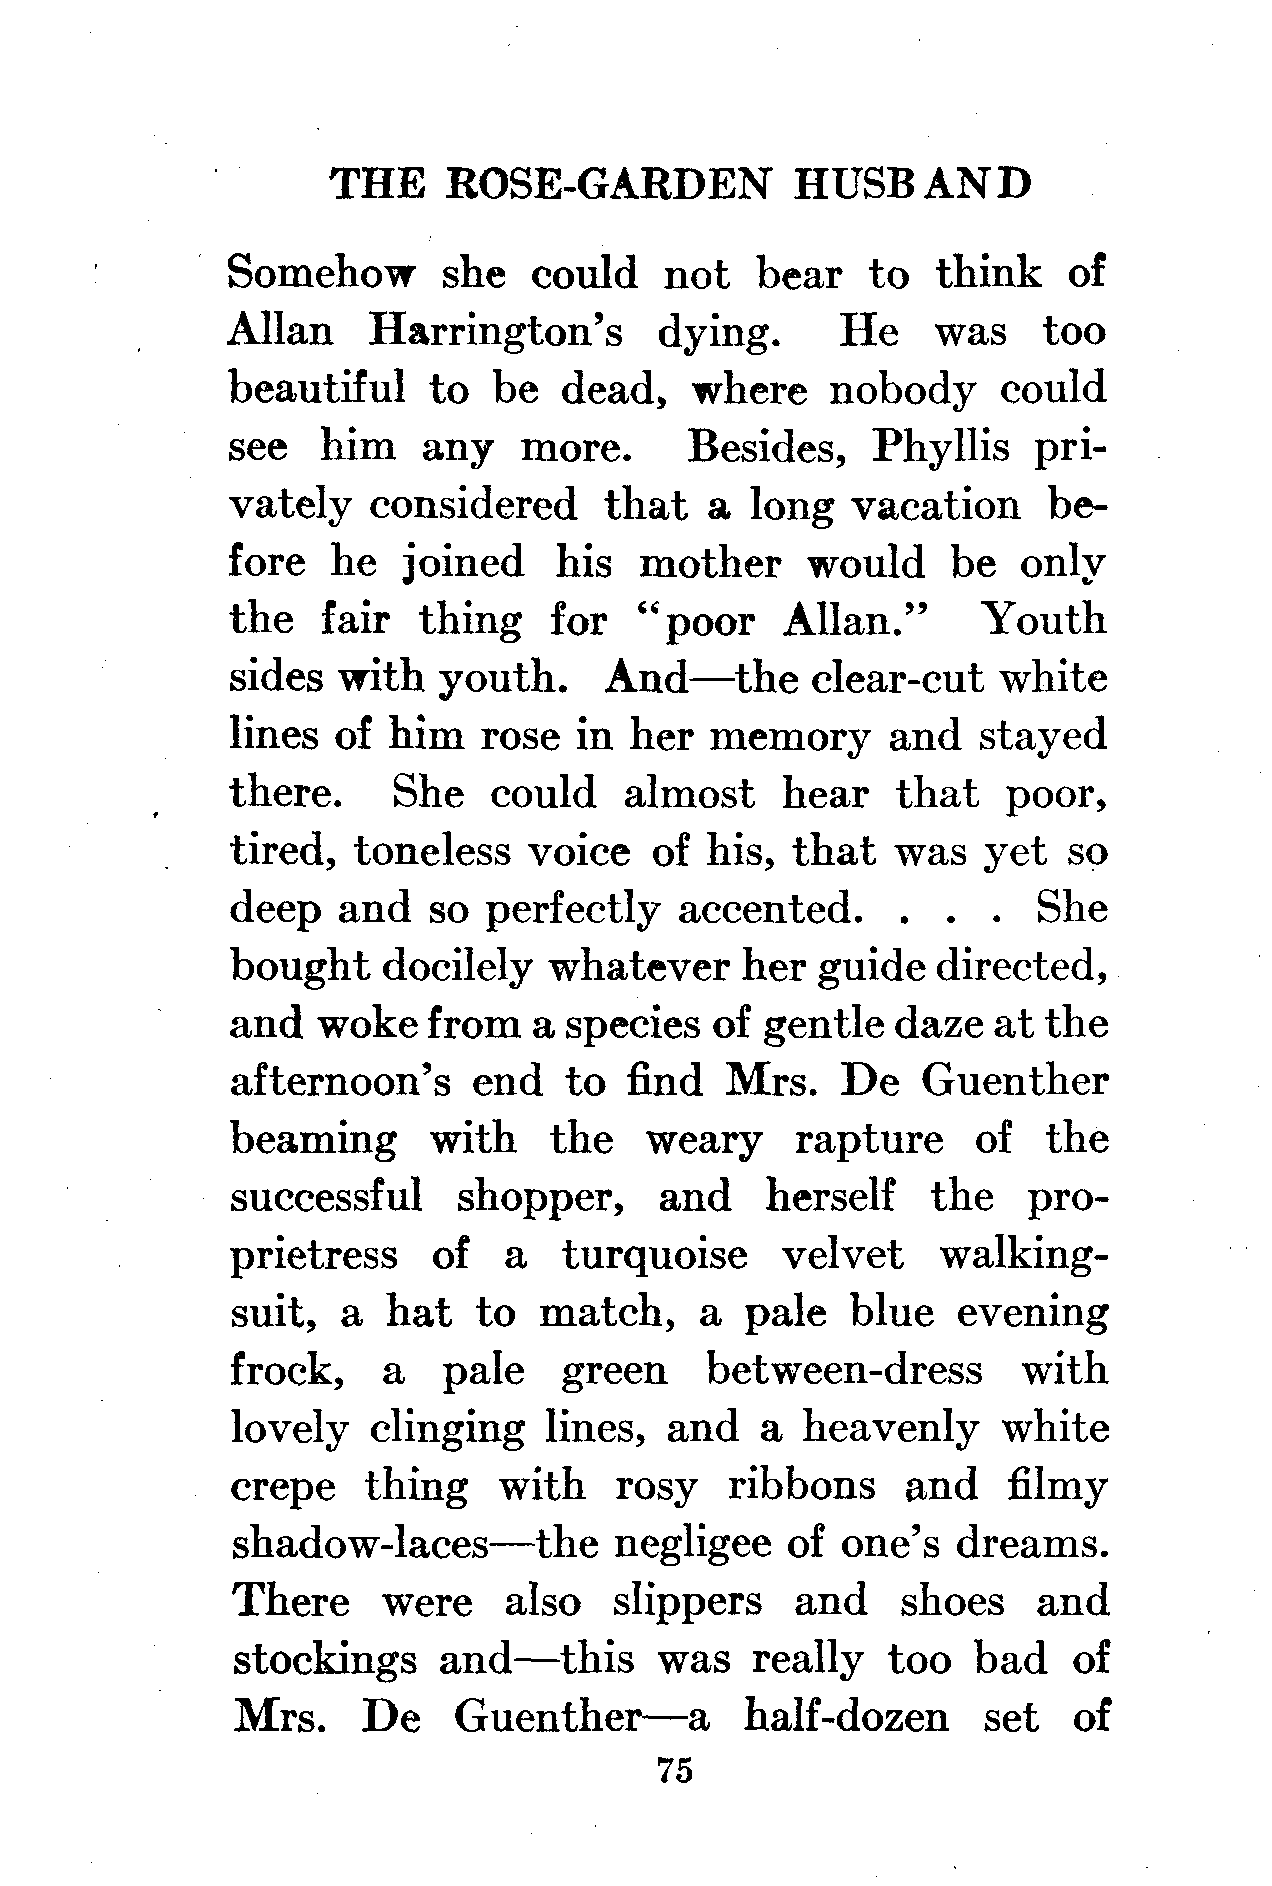 THE ROSE-GARDEN HUSBAND
Somehow she could not bear to think of
Allan Harrington's dying. He was too
beautiful to be dead, where nobody could
see him any more. Besides, Phyllis pri-
vately considered that a long vacation be-
fore he joined his mother would be only
the fair thing for "poor Allan." Youth
sides with youth. And—the clear-cut white
lines of him rose in her memory and stayed
there. She could almost hear that poor,
tired, toneless voice of his, that was yet so
deep and so perfectly accented. . . . She
bought docilely whatever her guide directed,
and woke from a species of gentle daze at the
afternoon's end to find Mrs. De Guenther
beaming with the weary rapture of the
successful shopper, and herself the pro-
prietress of a turquoise velvet walking-
suit, a hat to match, a pale blue evening
frock, a pale green between-dress with
lovely clinging lines, and a heavenly white
crepe thing with rosy ribbons and filmy
shadow-laces—the negligee of one's dreams.
There were also slippers and shoes and
stockings and—this was really too bad of
Mrs. De Guenther—a half-dozen set of
75